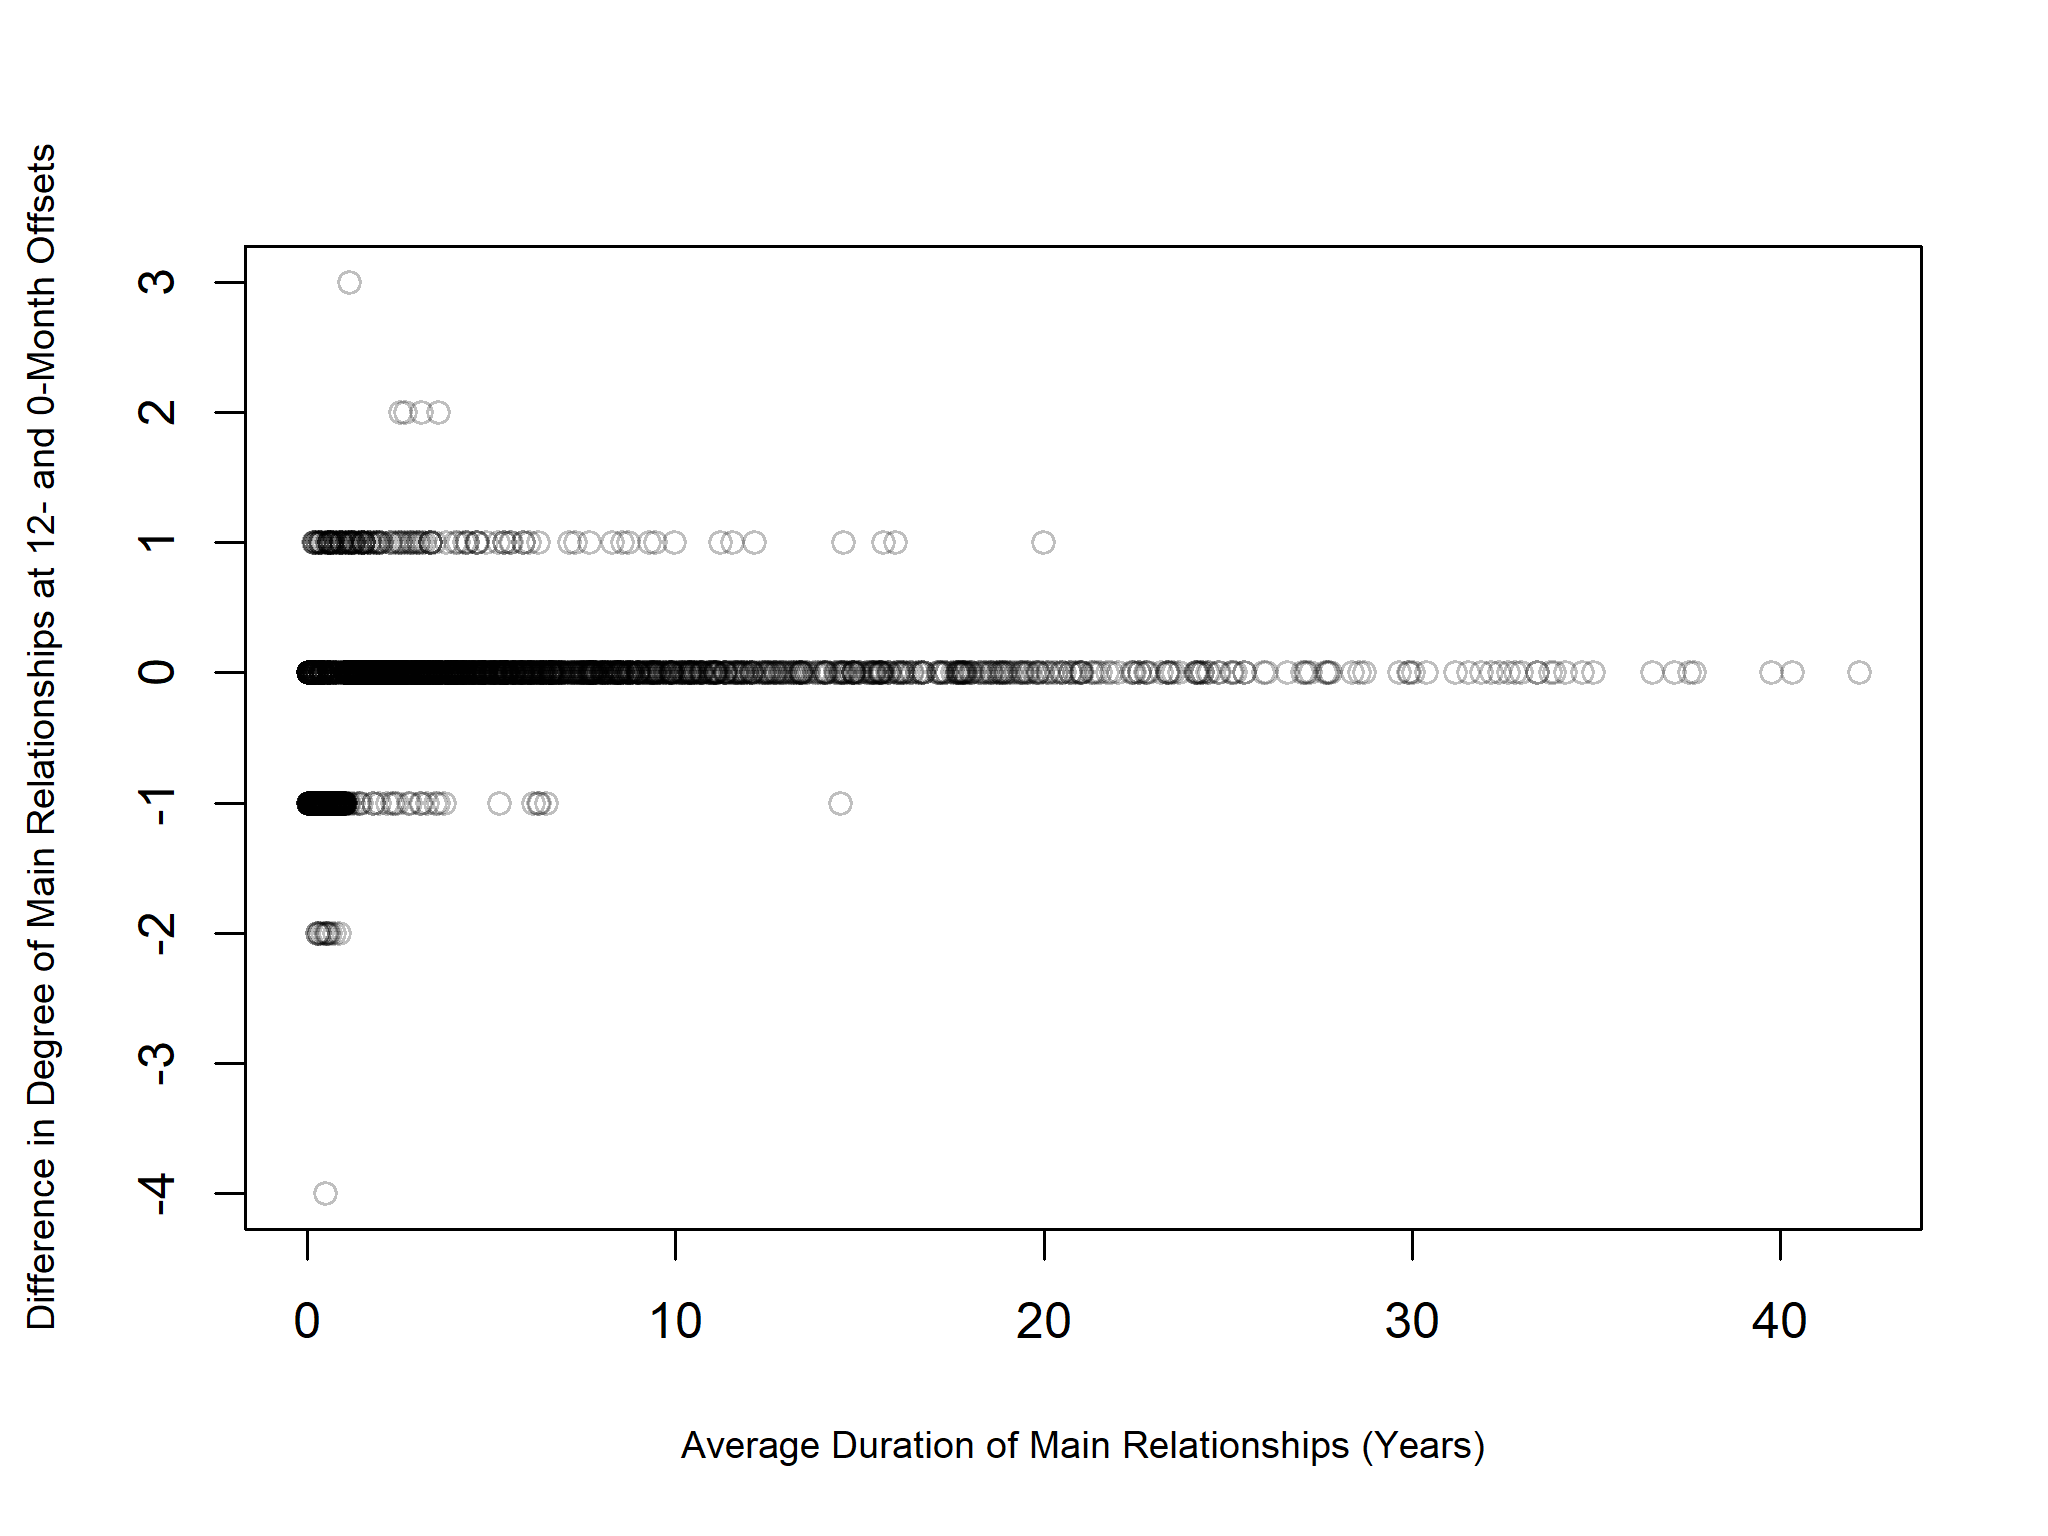 Difference in Degree of Main Relationships at 12- and 0-Month Offsets
3
2
1
0
-1
-2
-3
-4
0 10 20 30 40
Average Duration of Main Relationships (Years)